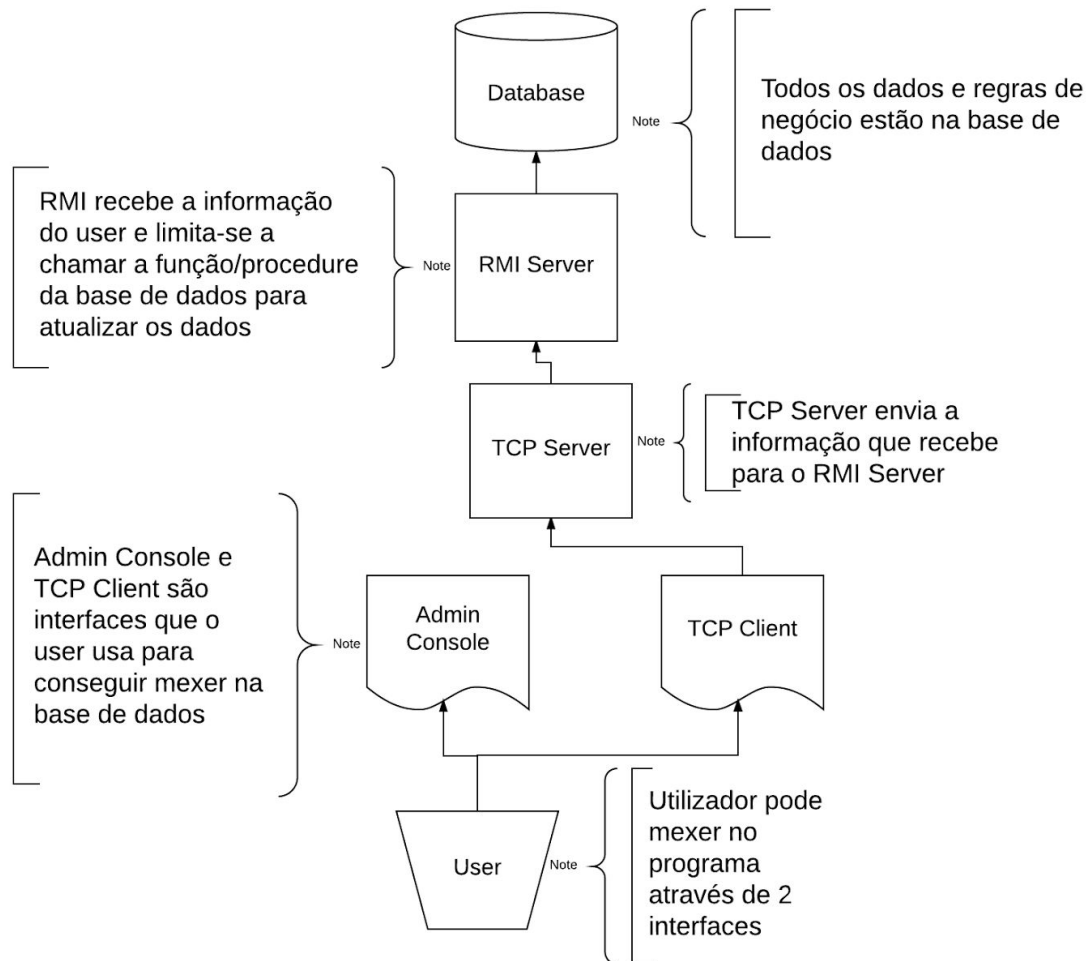 Database
Note
Todos os dados e regras de
negócio estão na base de
dados
RMI recebe a informação
do user e limita-se a
chamar a função/procedure
da base de dados para
atualizar os dados
Note
RMI Server
TCP Server
Note
TCP Server envia a
informação que recebe
para o RMI Server
Admin Console e
TCP Client são
interfaces que o
user usa para
conseguir mexer na
base de dados
Note
Admin
Console
TCP Client
User
Note
Utilizador pode
mexer no
programa
através de 2
interfaces